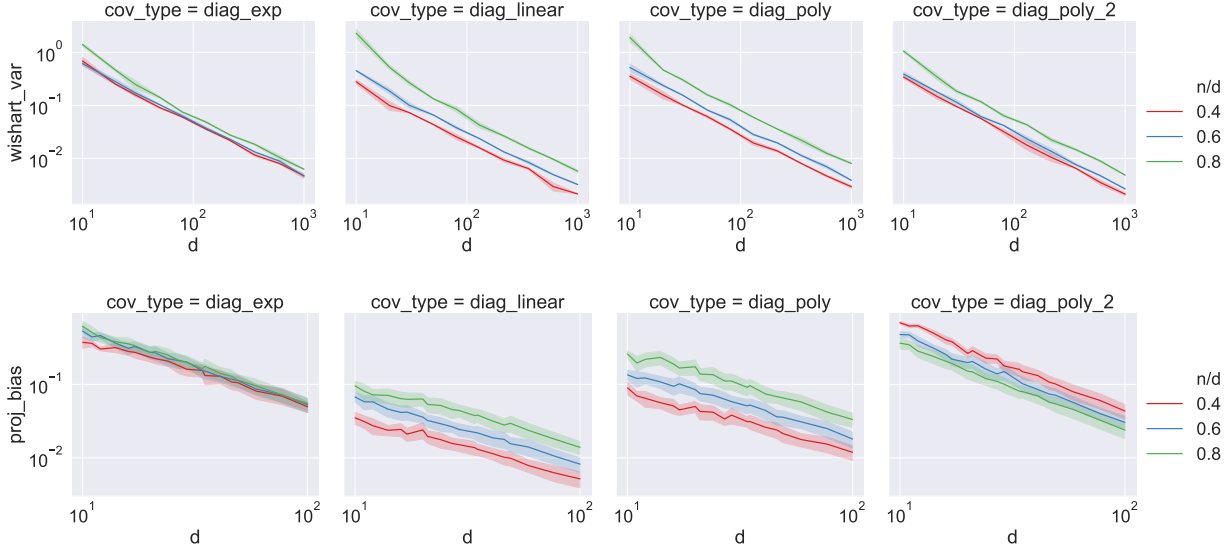 cov_type = diag_exp
cov_type = diag_linear
cov_type = diag_poly
cov_type = diag_poly_2
wishart_var
10^0
10^-1
10^-2
10^1 10^2 10^3
10^1 10^2 10^3
10^1 10^2 10^3
10^1 10^2 10^3
d
d
d
d
n/d
0.4
0.6
0.8
cov_type = diag_exp
cov_type = diag_linear
cov_type = diag_poly
cov_type = diag_poly_2
proj_bias
10^-1
10^-2
10^1 10^2
10^1 10^2
10^1 10^2
10^1 10^2
d
d
d
d
n/d
0.4
0.6
0.8